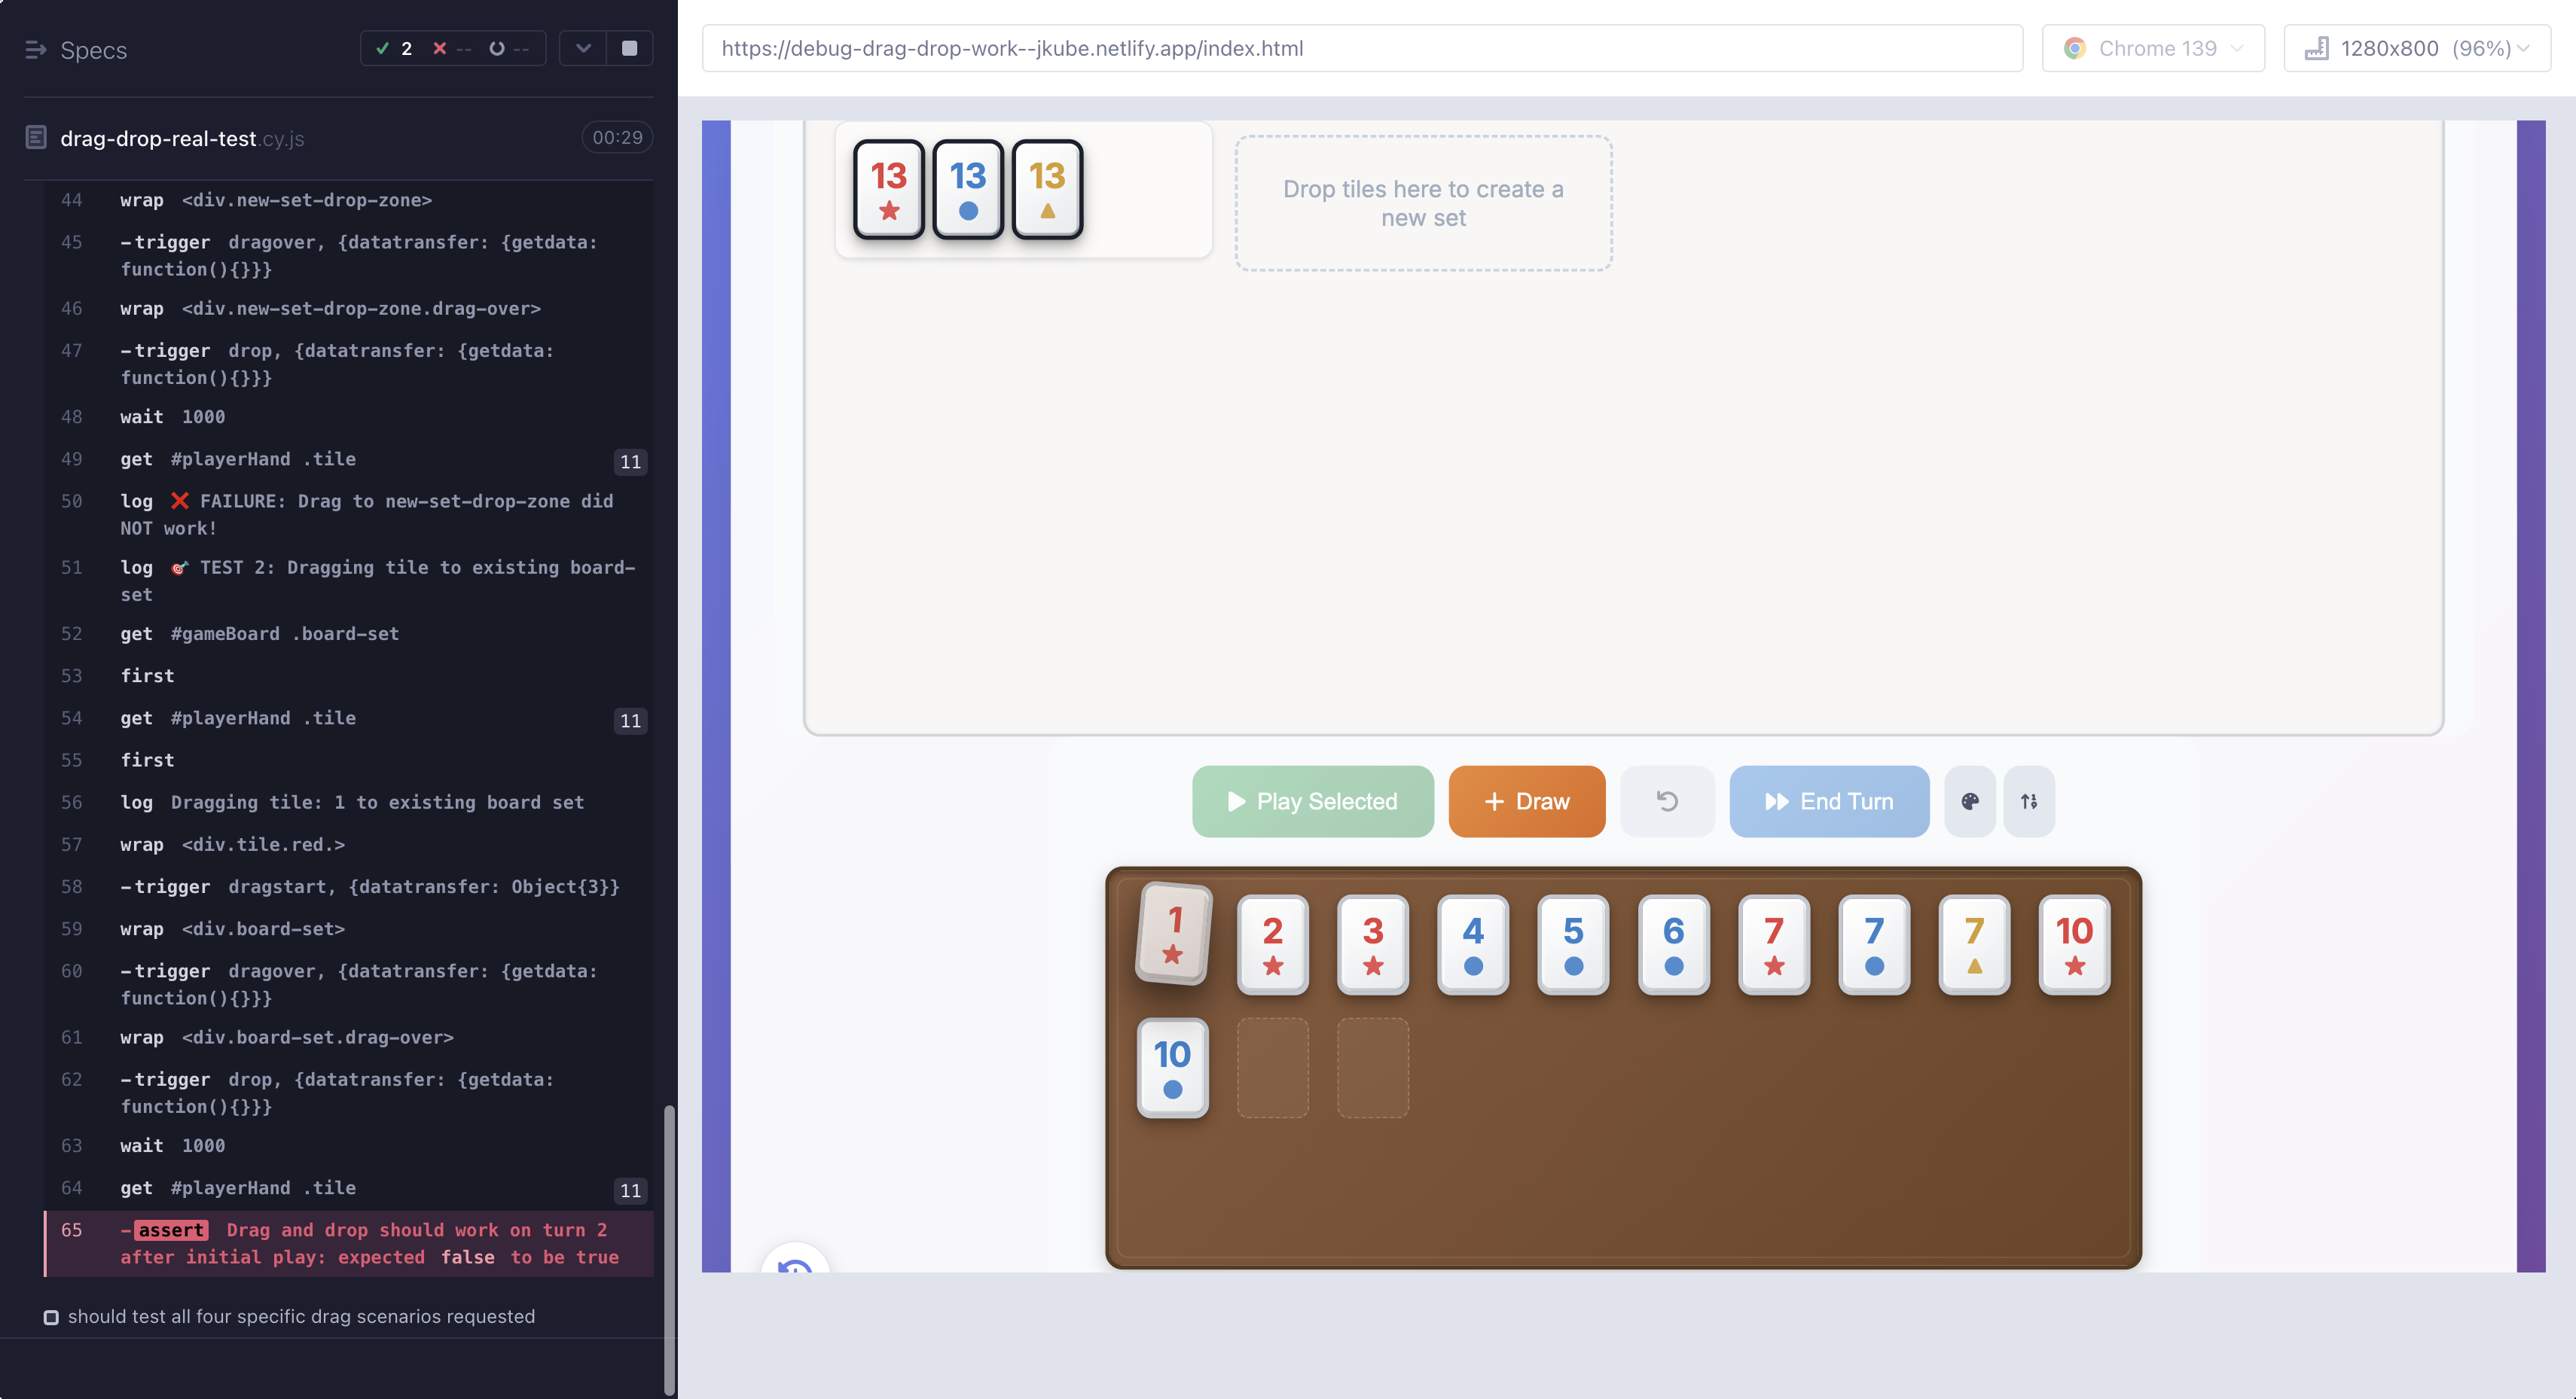 Specs
2
--
--
drag-drop-real-test.cy.js
00:29
44 wrap <div.new-set-drop-zone>
45 -trigger dragover, {datatransfer: {getdata:
function(){}}}
46 wrap <div.new-set-drop-zone.drag-over>
47 -trigger drop, {datatransfer: {getdata:
function(){}}}
48 wait 1000
49 get #playerHand .tile 11
50 log ❌ FAILURE: Drag to new-set-drop-zone did
NOT work!
51 log 🎯 TEST 2: Dragging tile to existing board-
set
52 get #gameBoard .board-set
53 first
54 get #playerHand .tile 11
55 first
56 log Dragging tile: 1 to existing board set
57 wrap <div.tile.red.>
58 -trigger dragstart, {datatransfer: Object{3}}
59 wrap <div.board-set>
60 -trigger dragover, {datatransfer: {getdata:
function(){}}}
61 wrap <div.board-set.drag-over>
62 -trigger drop, {datatransfer: {getdata:
function(){}}}
63 wait 1000
64 get #playerHand .tile 11
65 -assert Drag and drop should work on turn 2
after initial play: expected false to be true
should test all four specific drag scenarios requested
https://debug-drag-drop-work--jkube.netlify.app/index.html
Chrome 139
1280x800 (96%)
13 13 13
Drop tiles here to create a
new set
Play Selected
Draw
End Turn
1 2 3 4 5 6 7 7 7 10
10